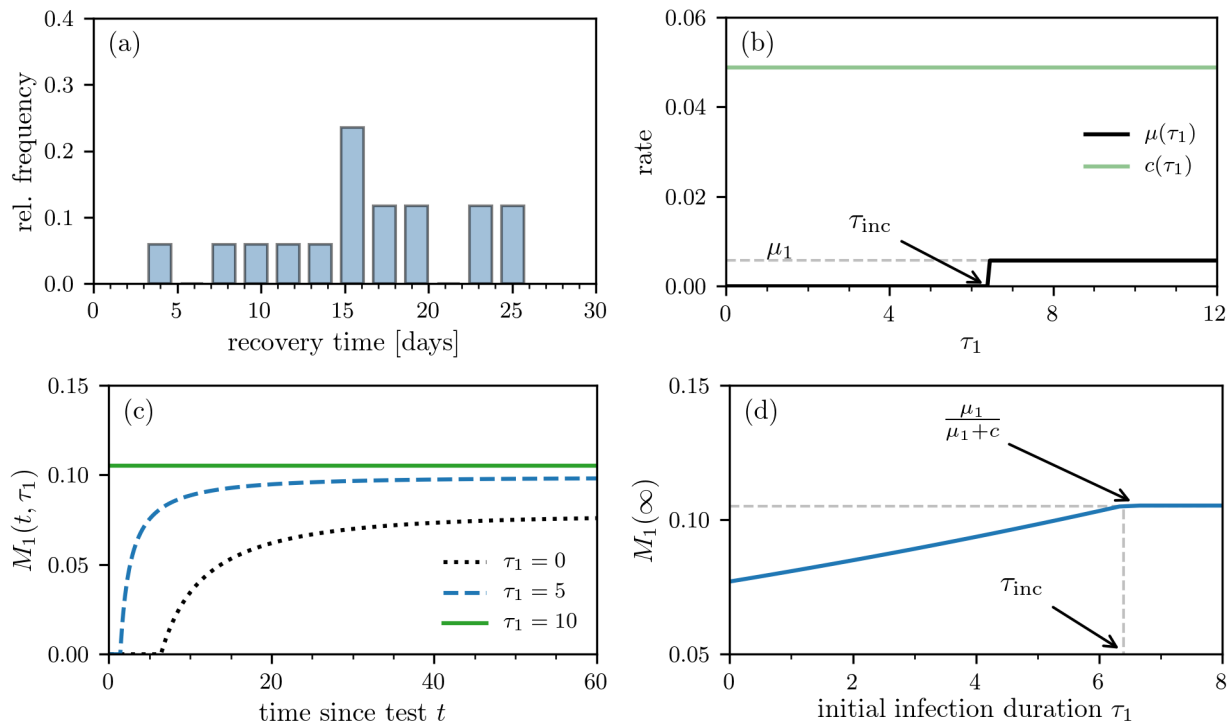 (a)
rel. frequency
0.4
0.3
0.2
0.1
0.0
0 5 10 15 20 25 30
recovery time [days]
(b)
rate
0.06
0.04
0.02
0.00
μ(τ₁)
c(τ₁)
τinc
μ₁
0 4 8 12
τ₁
(c)
M₁(t, τ₁)
0.15
0.10
0.05
0.00
τ₁ = 0
τ₁ = 5
τ₁ = 10
0 20 40 60
time since test t
(d)
M₁(∞)
0.15
0.10
0.05
μ₁
μ₁+c
τinc
0 2 4 6 8
initial infection duration τ₁